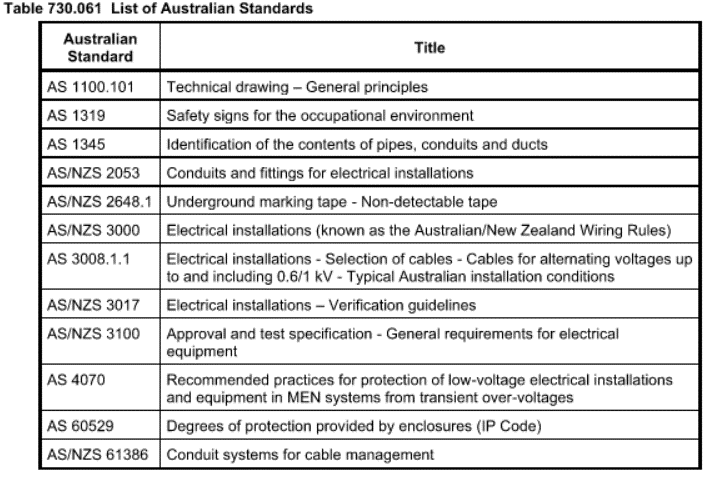 Table 730.061 List of Australian Standards
Australian
Standard
Title
AS 1100.101 Technical drawing – General principles
AS 1319 Safety signs for the occupational environment
AS 1345 Identification of the contents of pipes, conduits and ducts
AS/NZS 2053 Conduits and fittings for electrical installations
AS/NZS 2648.1 Underground marking tape - Non-detectable tape
AS/NZS 3000 Electrical installations (known as the Australian/New Zealand Wiring Rules)
AS 3008.1.1 Electrical installations - Selection of cables - Cables for alternating voltages up
to and including 0.6/1 kV - Typical Australian installation conditions
AS/NZS 3017 Electrical installations – Verification guidelines
AS/NZS 3100 Approval and test specification - General requirements for electrical
equipment
AS 4070 Recommended practices for protection of low-voltage electrical installations
and equipment in MEN systems from transient over-voltages
AS 60529 Degrees of protection provided by enclosures (IP Code)
AS/NZS 61386 Conduit systems for cable management